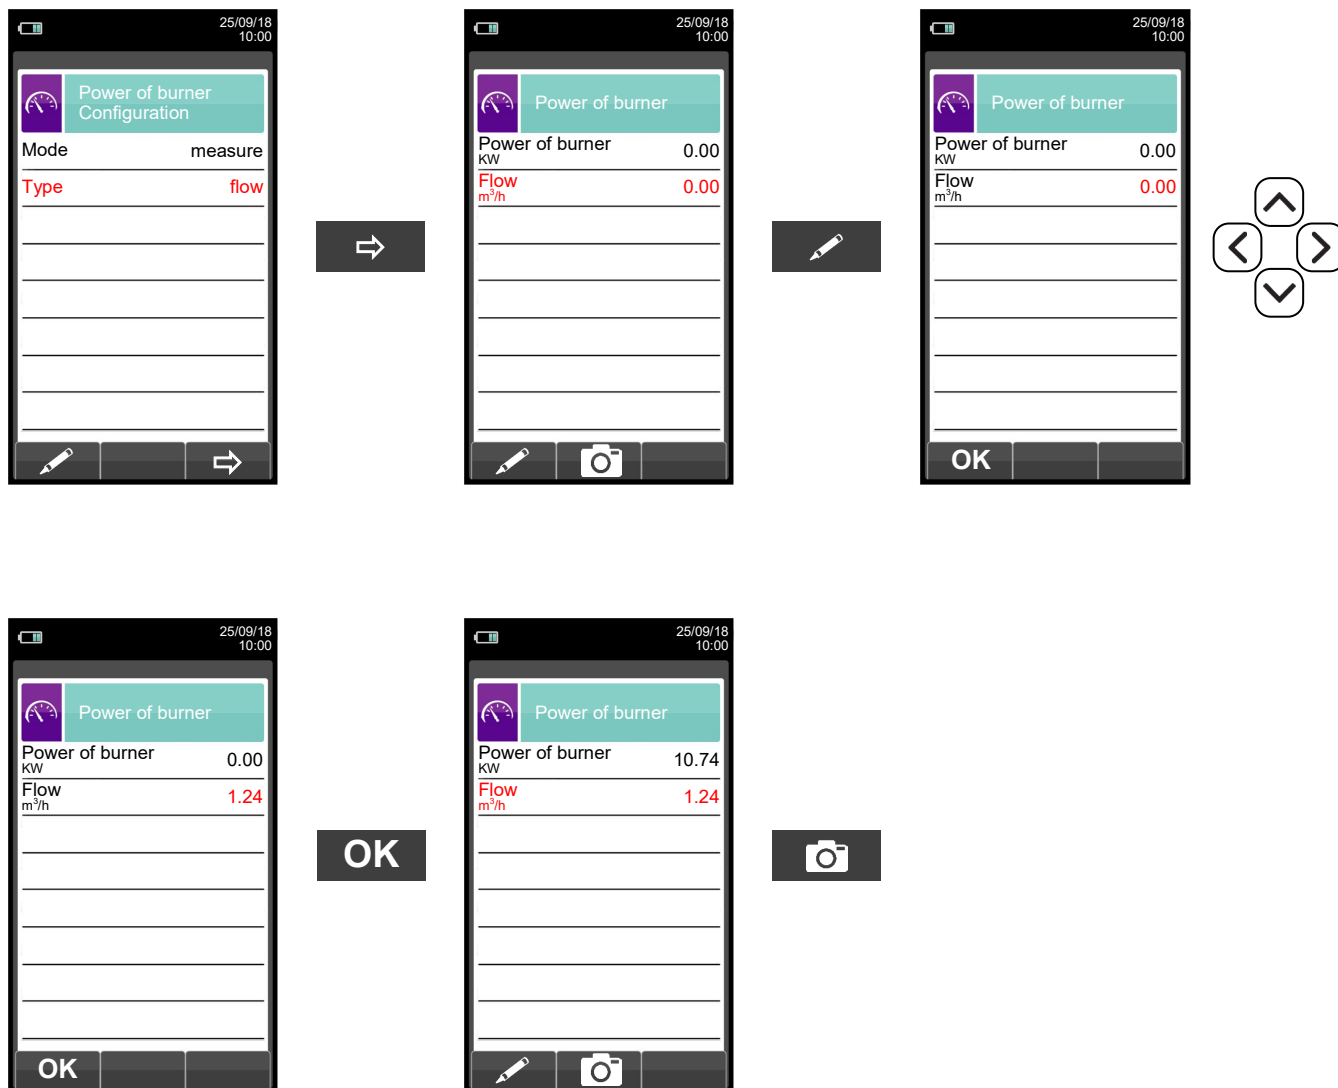 25/09/18
10:00
Power of burner
Configuration
Mode measure
Type flow
25/09/18
10:00
Power of burner
Power of burner 0.00
KW
Flow 0.00
m³/h
25/09/18
10:00
Power of burner
Power of burner 0.00
KW
Flow 0.00
m³/h
OK
25/09/18
10:00
Power of burner
Power of burner 0.00
KW
Flow 1.24
m³/h
OK
OK
25/09/18
10:00
Power of burner
Power of burner 10.74
KW
Flow 1.24
m³/h